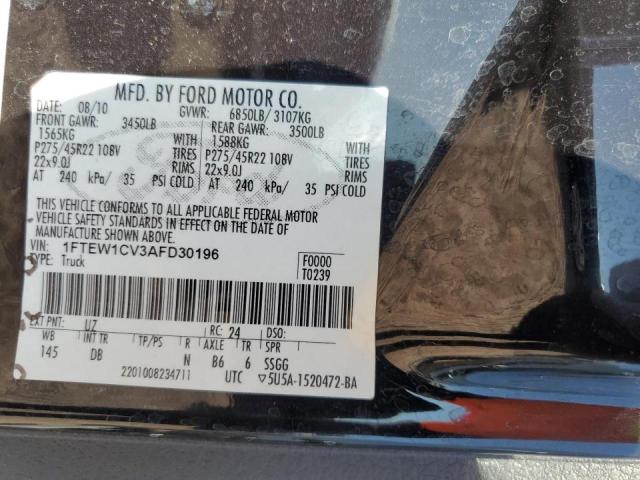 MFD. BY FORD MOTOR CO.
DATE: 08/10 GVWR: 6850LB/ 3107KG
FRONT GAWR: 3450LB REAR GAWR: 3500LB
1565KG WITH 1588KG WITH
P275/45R22 108V TIRES P275/45R22 108V TIRES
22x9.0J RIMS 22x9.0J RIMS
AT 240 kPa/ 35 PSI COLD AT 240 kPa/ 35 PSI COLD
THIS VEHICLE CONFORMS TO ALL APPLICABLE FEDERAL MOTOR
VEHICLE SAFETY STANDARDS IN EFFECT ON THE DATE OF
MANUFACTURE SHOWN ABOVE.
VIN: 1FTEW1CV3AFD30196 F0000
TYPE: Truck T0239
EXT PNT: UZ RC: 24 DSO:
WB INT TR TP/PS R AXLE TR SPR
145 DB N B6 6 SSGG
2201008234711 UTC 5U5A-1520472-BA